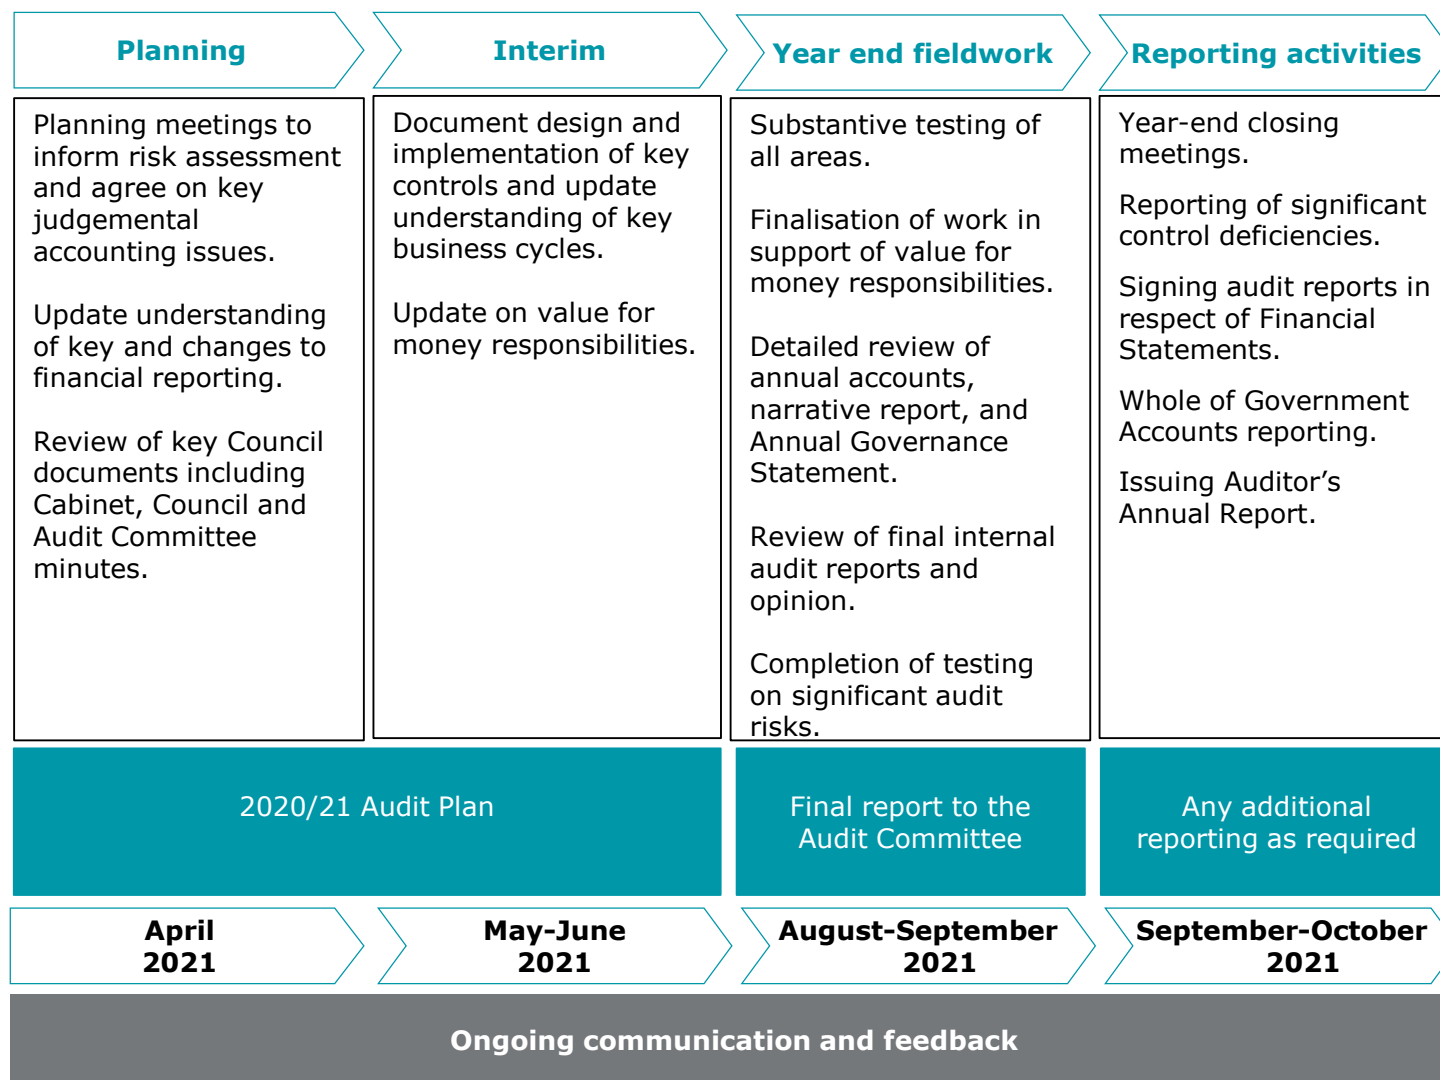 Planning
Interim
Year end fieldwork
Reporting activities
Planning meetings to
inform risk assessment
and agree on key
judgemental
accounting issues.
Update understanding
of key and changes to
financial reporting.
Review of key Council
documents including
Cabinet, Council and
Audit Committee
minutes.
Document design and
implementation of key
controls and update
understanding of key
business cycles.
Update on value for
money responsibilities.
Substantive testing of
all areas.
Finalisation of work in
support of value for
money responsibilities.
Detailed review of
annual accounts,
narrative report, and
Annual Governance
Statement.
Review of final internal
audit reports and
opinion.
Completion of testing
on significant audit
risks.
Year-end closing
meetings.
Reporting of significant
control deficiencies.
Signing audit reports in
respect of Financial
Statements.
Whole of Government
Accounts reporting.
Issuing Auditor’s
Annual Report.
2020/21 Audit Plan
Final report to the
Audit Committee
Any additional
reporting as required
April
2021
May-June
2021
August-September
2021
September-October
2021
Ongoing communication and feedback